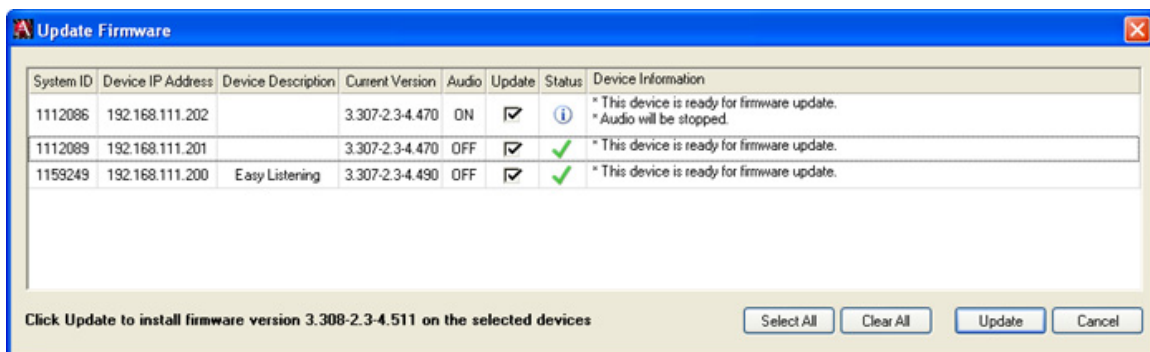 Update Firmware
System ID Device IP Address Device Description Current Version Audio Update Status Device Information
1112086 192.168.111.202 3.307-2.3-4.470 ON * This device is ready for firmware update.
* Audio will be stopped.
1112089 192.168.111.201 3.307-2.3-4.470 OFF * This device is ready for firmware update.
1159249 192.168.111.200 Easy Listening 3.307-2.3-4.490 OFF * This device is ready for firmware update.
Click Update to install firmware version 3.308-2.3-4.511 on the selected devices Select All Clear All Update Cancel